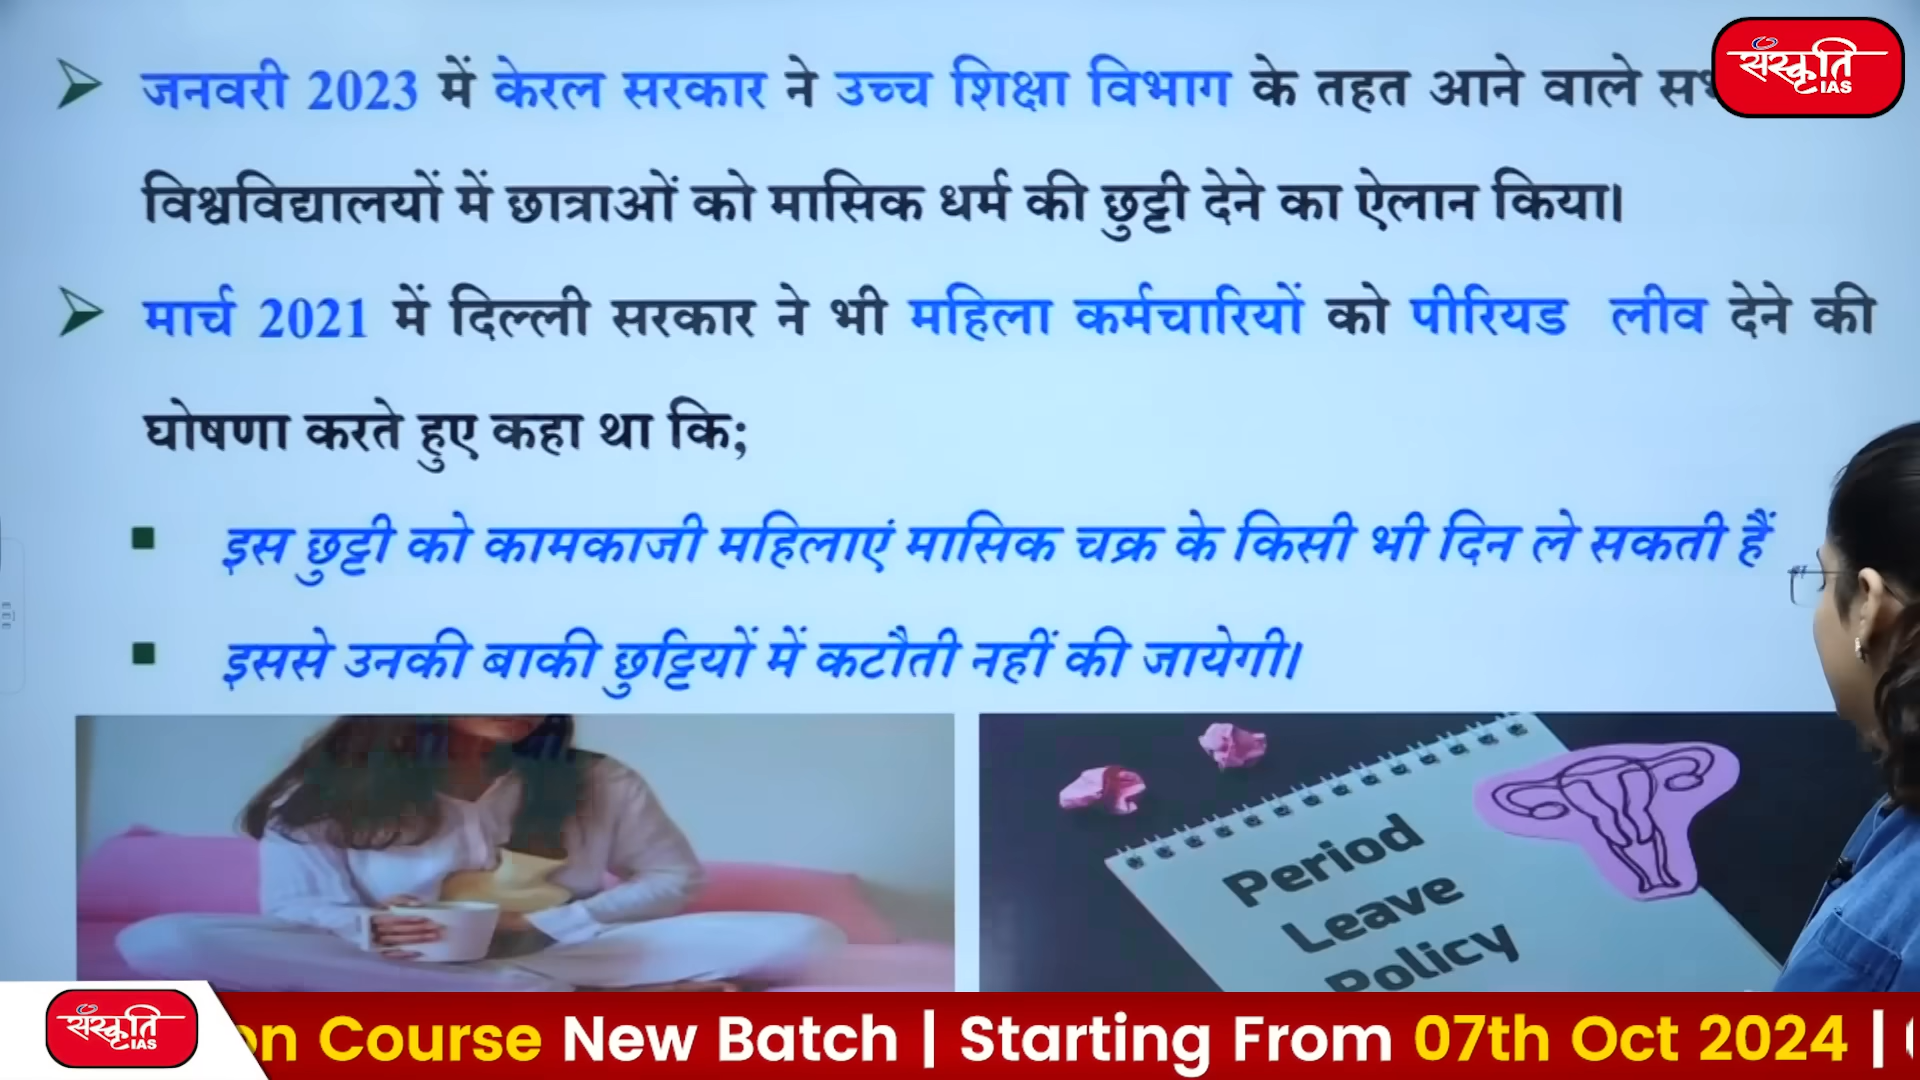 जनवरी 2023 में केरल सरकार ने उच्च शिक्षा विभाग के तहत आने वाले
विश्वविद्यालयों में छात्राओं को मासिक धर्म की छुट्टी देने का ऐलान किया।
मार्च 2021 में दिल्ली सरकार ने भी महिला कर्मचारियों को पीरियड लीव देने की
घोषणा करते हुए कहा था कि;
इस छुट्टी को कामकाजी महिलाएं मासिक चक्र के किसी भी दिन ले सकती हैं
इससे उनकी बाकी छुट्टियों में कटौती नहीं की जायेगी।
संस्कृति
IAS
Period
Leave
Policy
संस्कृति
IAS
on Course New Batch | Starting From 07th Oct 2024 |